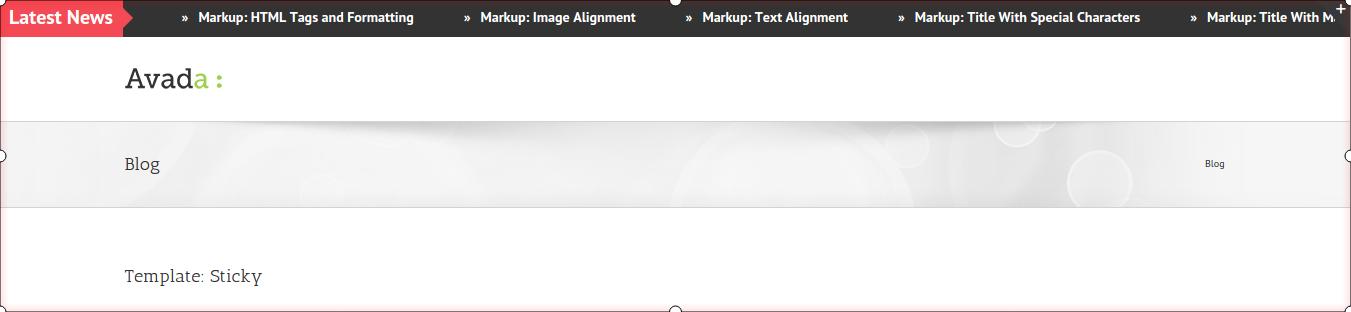 Latest News » Markup: HTML Tags and Formatting » Markup: Image Alignment » Markup: Text Alignment » Markup: Title With Special Characters » Markup: Title With
Avada :
Blog Blog
Template: Sticky